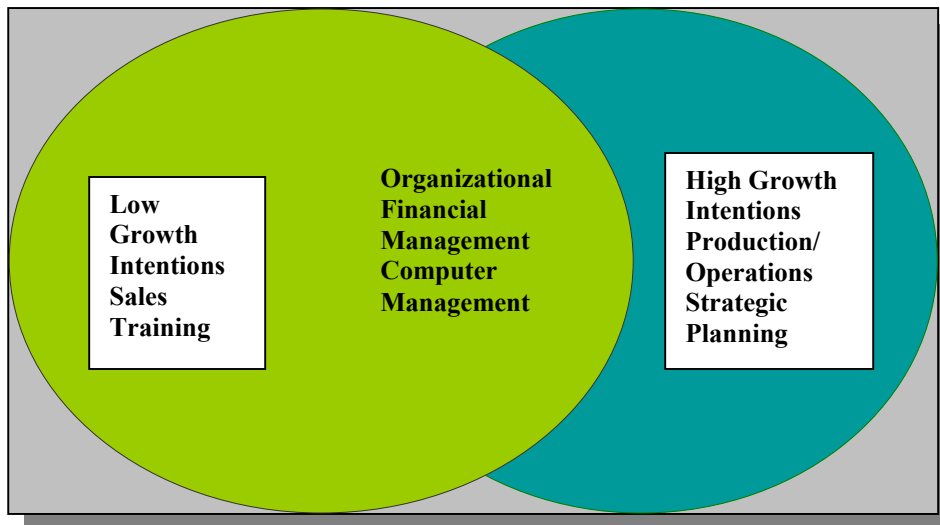 Low
Growth
Intentions
Sales
Training
Organizational
Financial
Management
Computer
Management
High Growth
Intentions
Production/
Operations
Strategic
Planning